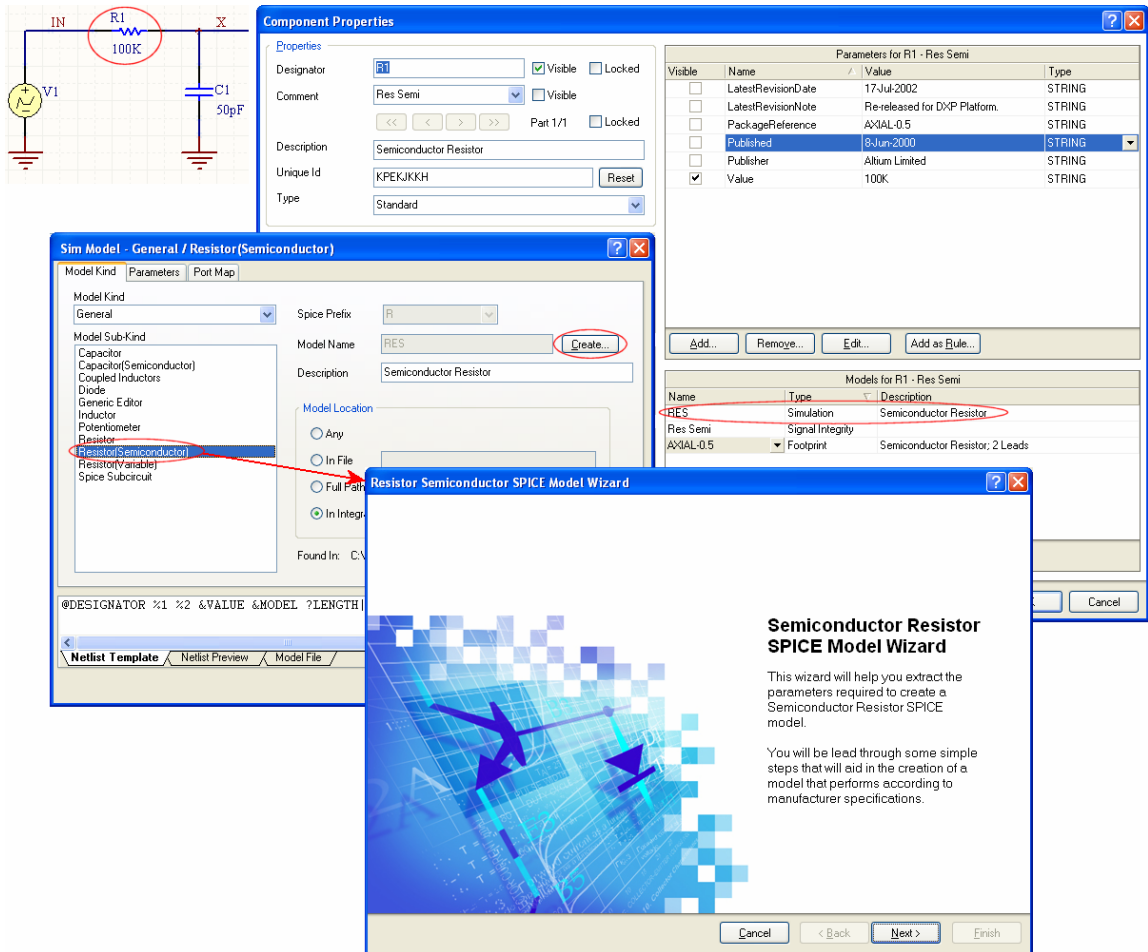 IN
R1
X
100K
V1
C1
50pF
Component Properties
Properties
Designator R1 Visible Locked
Comment Res Semi Visible
<< < > >> Part 1/1 Locked
Description Semiconductor Resistor
Unique Id KPEKJKKH Reset
Type Standard
Parameters for R1 - Res Semi
Visible Name Value Type
LatestRevisionDate 17-Jul-2002 STRING
LatestRevisionNote Re-released for DXP Platform. STRING
PackageReference AXIAL-0.5 STRING
Published 8-Jun-2000 STRING
Publisher Altium Limited STRING
Value 100K STRING
Add... Remove... Edit... Add as Rule...
Models for R1 - Res Semi
Name Type Description
RES Simulation Semiconductor Resistor
Res Semi Signal Integrity
AXIAL-0.5 Footprint Semiconductor Resistor; 2 Leads
Cancel
Sim Model - General / Resistor(Semiconductor)
Model Kind Parameters Port Map
Model Kind
General
Model Sub-Kind
Capacitor
Capacitor(Semiconductor)
Coupled Inductors
Diode
Generic Editor
Inductor
Potentiometer
Resistor
Resistor(Semiconductor)
Resistor(Variable)
Spice Subcircuit
Spice Prefix R
Model Name RES Create...
Description Semiconductor Resistor
Model Location
Any
In File
Full Path
In Integr
Found In: C:\
@DESIGNATOR %1 %2 &VALUE &MODEL ?LENGTH|
Netlist Template Netlist Preview Model File
Resistor Semiconductor SPICE Model Wizard
Semiconductor Resistor
SPICE Model Wizard
This wizard will help you extract the
parameters required to create a
Semiconductor Resistor SPICE
model.
You will be lead through some simple
steps that will aid in the creation of a
model that performs according to
manufacturer specifications.
Cancel < Back Next > Finish